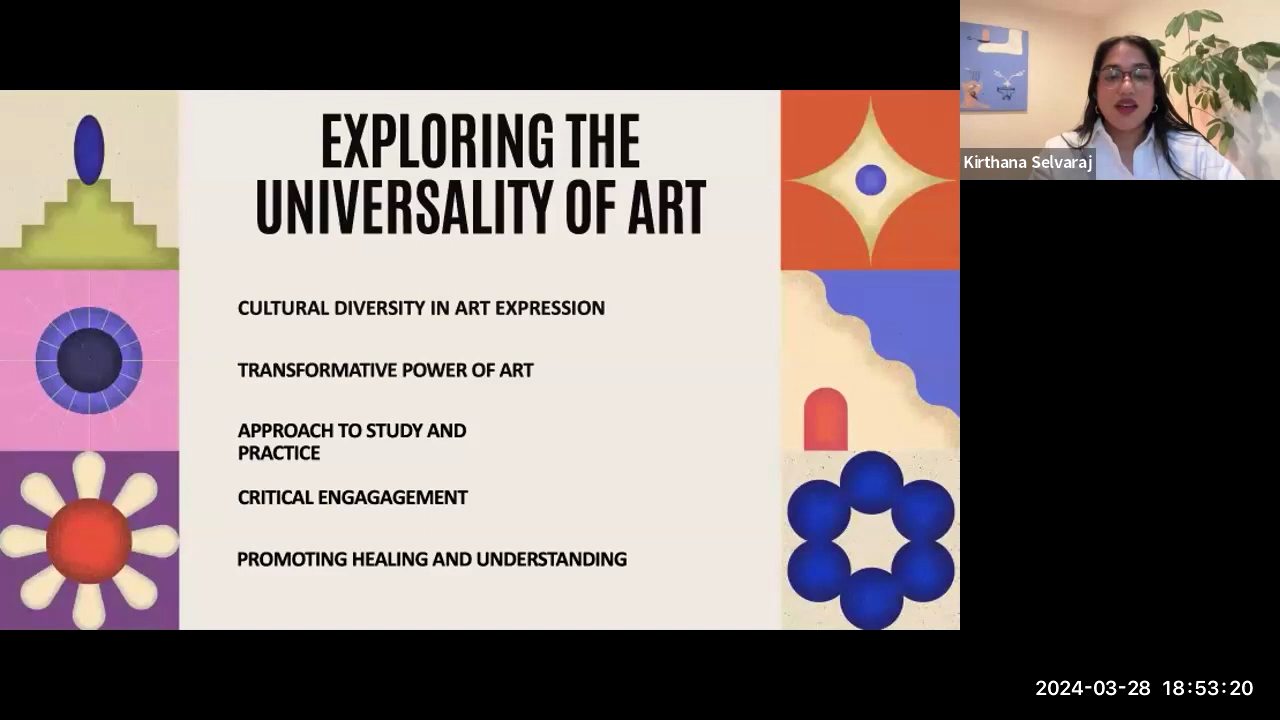 EXPLORING THE
UNIVERSALITY OF ART
CULTURAL DIVERSITY IN ART EXPRESSION
TRANSFORMATIVE POWER OF ART
APPROACH TO STUDY AND
PRACTICE
CRITICAL ENGAGAGEMENT
PROMOTING HEALING AND UNDERSTANDING
Kirthana Selvaraj
2024-03-28 18:53:20